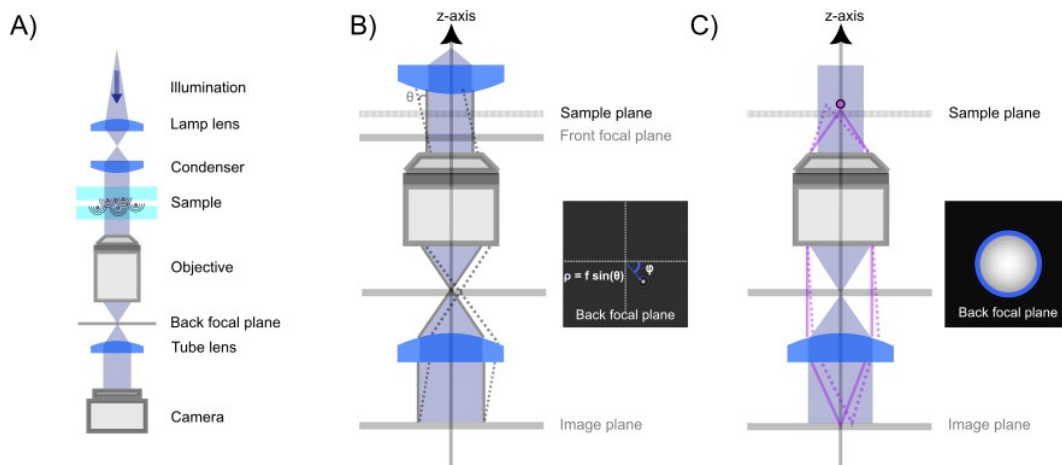 A)
Illumination
Lamp lens
Condenser
Sample
Objective
Back focal plane
Tube lens
Camera
B)
z-axis
θ
Sample plane
Front focal plane
φ
ρ = f sin(θ)
Back focal plane
Image plane
C)
z-axis
Sample plane
Back focal plane
Image plane